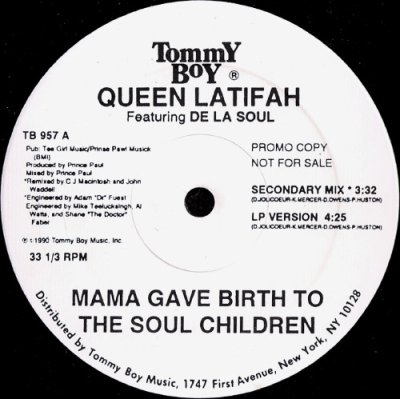 TOMMY
BOY ®
QUEEN LATIFAH
Featuring DE LA SOUL
TB 957 A
Pub: Tee Girl Music/Prinse Pawl Musick
(BMI)
Produced by Prince Paul
Mixed by Prince Paul
*Remixed by C J Macintosh and John
Waddell
*Engineered by Adam "Dr" Fuest
Engineered by Mike Teelucksingh, Al
Watts, and Shane "The Doctor"
Faber
℗ © 1990 Tommy Boy Music, Inc.
33 1/3 RPM
PROMO COPY
NOT FOR SALE
SECONDARY MIX * 3:32
(D.JOLICOEUR-K.MERCER-D.OWENS-P.HUSTON)
LP VERSION 4:25
(D.JOLICOEUR-K.MERCER-D.OWENS-P.HUSTON)
MAMA GAVE BIRTH TO
THE SOUL CHILDREN
Distributed by Tommy Boy Music, 1747 First Avenue, New York, NY 10128